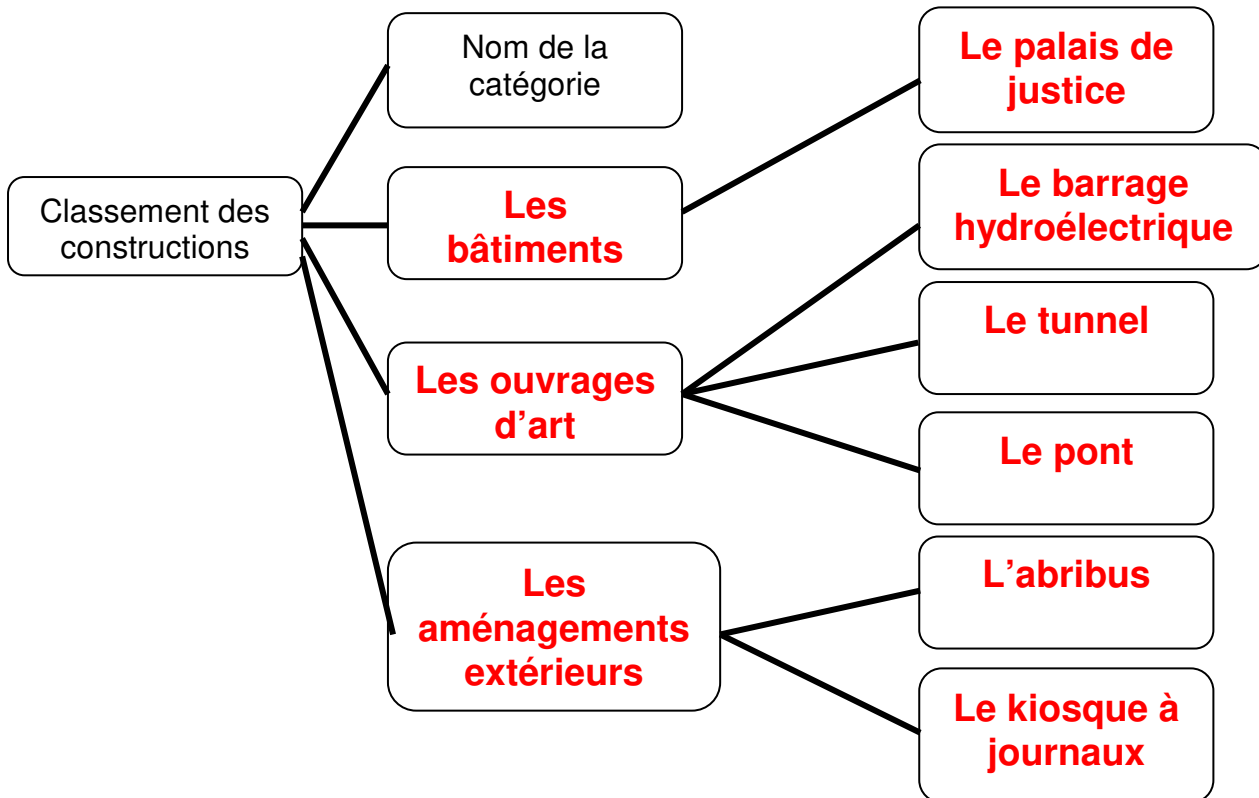 Classement des
constructions
Nom de la
catégorie
Les
bâtiments
Les ouvrages
d’art
Les
aménagements
extérieurs
Le palais de
justice
Le barrage
hydroélectrique
Le tunnel
Le pont
L’abribus
Le kiosque à
journaux